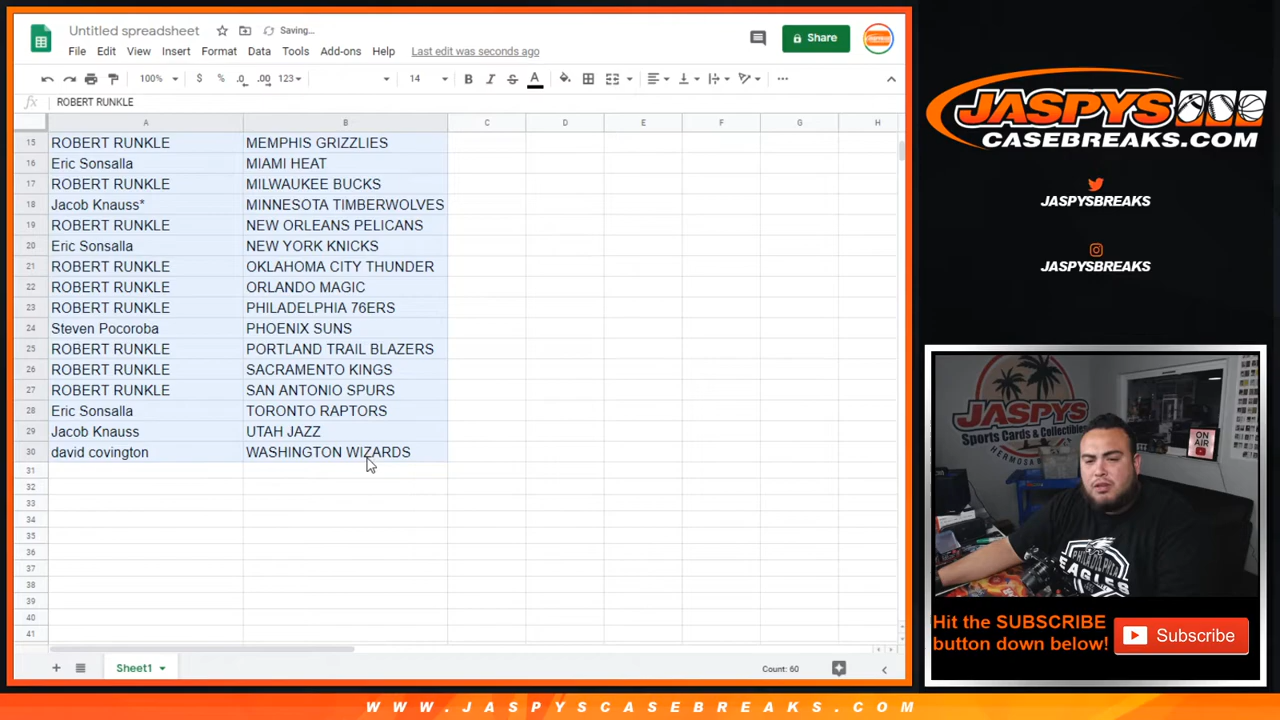 Untitled spreadsheet Saving...
File Edit View Insert Format Data Tools Add-ons Help Last edit was seconds ago
Share
100% $ % .0 .00 123 14 B I S A
fx ROBERT RUNKLE
A B C D E F G H
15 ROBERT RUNKLE MEMPHIS GRIZZLIES
16 Eric Sonsalla MIAMI HEAT
17 ROBERT RUNKLE MILWAUKEE BUCKS
18 Jacob Knauss* MINNESOTA TIMBERWOLVES
19 ROBERT RUNKLE NEW ORLEANS PELICANS
20 Eric Sonsalla NEW YORK KNICKS
21 ROBERT RUNKLE OKLAHOMA CITY THUNDER
22 ROBERT RUNKLE ORLANDO MAGIC
23 ROBERT RUNKLE PHILADELPHIA 76ERS
24 Steven Pocoroba PHOENIX SUNS
25 ROBERT RUNKLE PORTLAND TRAIL BLAZERS
26 ROBERT RUNKLE SACRAMENTO KINGS
27 ROBERT RUNKLE SAN ANTONIO SPURS
28 Eric Sonsalla TORONTO RAPTORS
29 Jacob Knauss UTAH JAZZ
30 david covington WASHINGTON WIZARDS
31
32
33
34
35
36
37
38
39
40
41
Sheet1
Count: 60
JASPYS
CASEBREAKS.COM
JASPYSBREAKS
JASPYSBREAKS
JASPYS
Sports Cards & Collectibles
HERMOSA
ON AIR
PHILADELPHIA
EAGLES
Hit the SUBSCRIBE
button down below!
Subscribe
WWW.JASPYSCASEBREAKS.COM